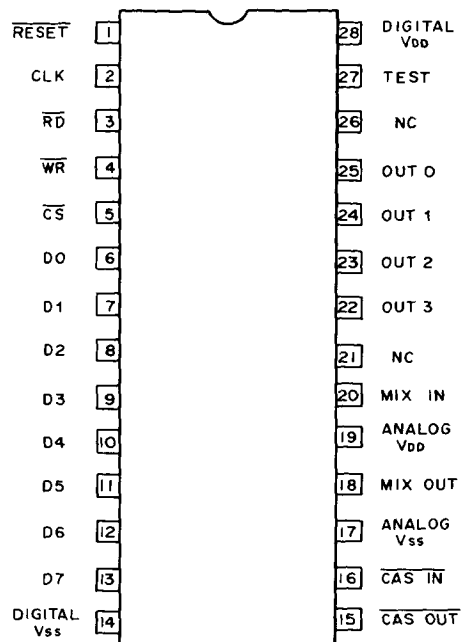 RESET 1
CLK 2
RD 3
WR 4
CS 5
D0 6
D1 7
D2 8
D3 9
D4 10
D5 11
D6 12
D7 13
DIGITAL
Vss 14
28 DIGITAL
VDD
27 TEST
26 NC
25 OUT 0
24 OUT 1
23 OUT 2
22 OUT 3
21 NC
20 MIX IN
19 ANALOG
VDD
18 MIX OUT
17 ANALOG
Vss
16 CAS IN
15 CAS OUT